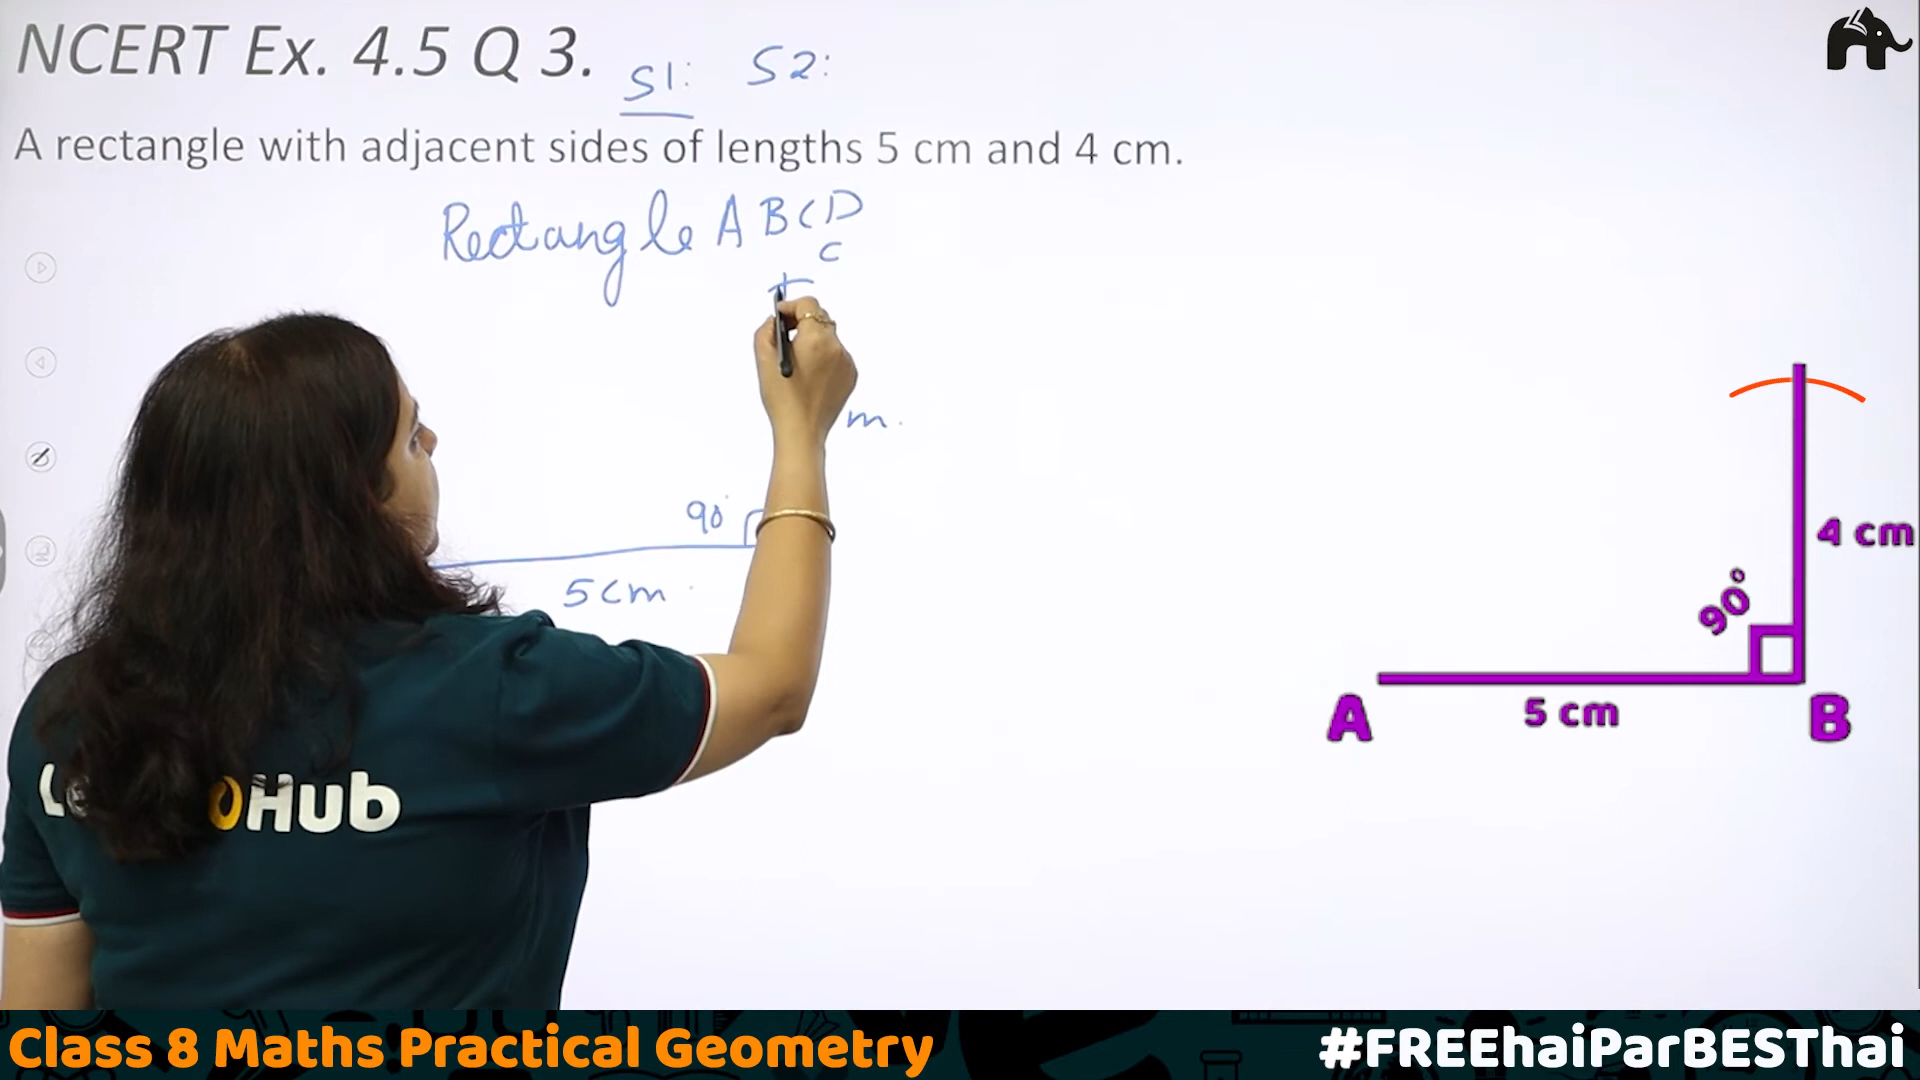 NCERT Ex. 4.5 Q 3.
S1: S2:
A rectangle with adjacent sides of lengths 5 cm and 4 cm.
Rectangle ABCD
C
m.
90°
5cm
4 cm
90°
A
5 cm
B
Hub
Class 8 Maths Practical Geometry
#FREEhaiParBESThai